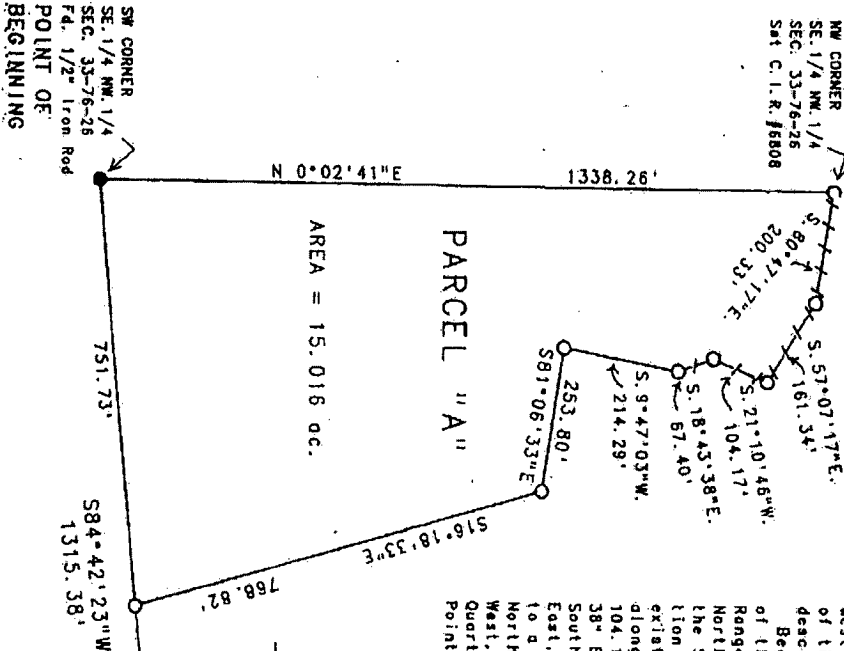 NW CORNER
SE. 1/4 NW. 1/4
SEC. 33-76-26
Set C. I. R. #6808
S. 80°47'17"E.
200.33'
S. 57°07'17"E.
161.34'
S. 21°10'46"W.
104.17'
S. 18°43'38"E.
67.40'
S. 9°47'03"W.
214.29'
253.80'
S81°06'33"E
S16°18'33"E
768.82'
N 0°02'41"E 1338.26'
PARCEL "A"
AREA = 15.016 ac.
SW CORNER
SE. 1/4 NW. 1/4
SEC. 33-76-26
Fd. 1/2" Iron Rod
POINT OF
BEGINNING
751.73'
S84°42'23"W
1315.38'
of t
desc
Be
of t
Range
North
the S
tion
exist
along
104.1
38" E
South
East,
to a
North
West,
Quart
Point